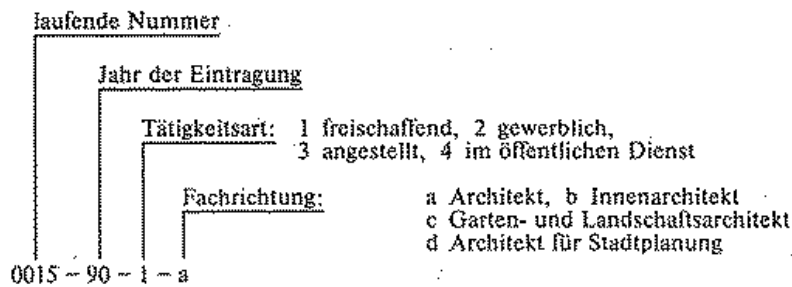 laufende Nummer
Jahr der Eintragung
Tätigkeitsart: 1 freischaffend, 2 gewerblich,
3 angestellt, 4 im öffentlichen Dienst
Fachrichtung: a Architekt, b Innenarchitekt
c Garten- und Landschaftsarchitekt
d Architekt für Stadtplanung
0015 – 90 – 1 – a